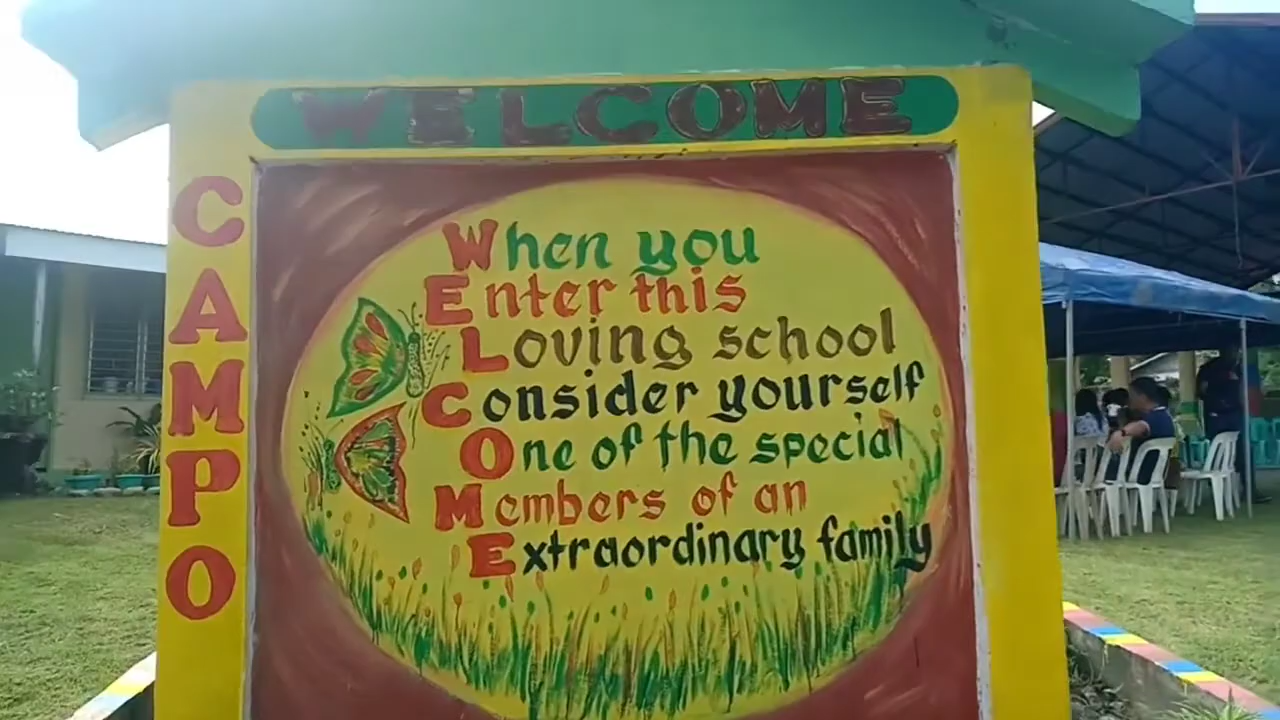 WELCOME
CAMPO
When you
Enter this
Loving school
Consider yourself
One of the special
Members of an
Extraordinary family